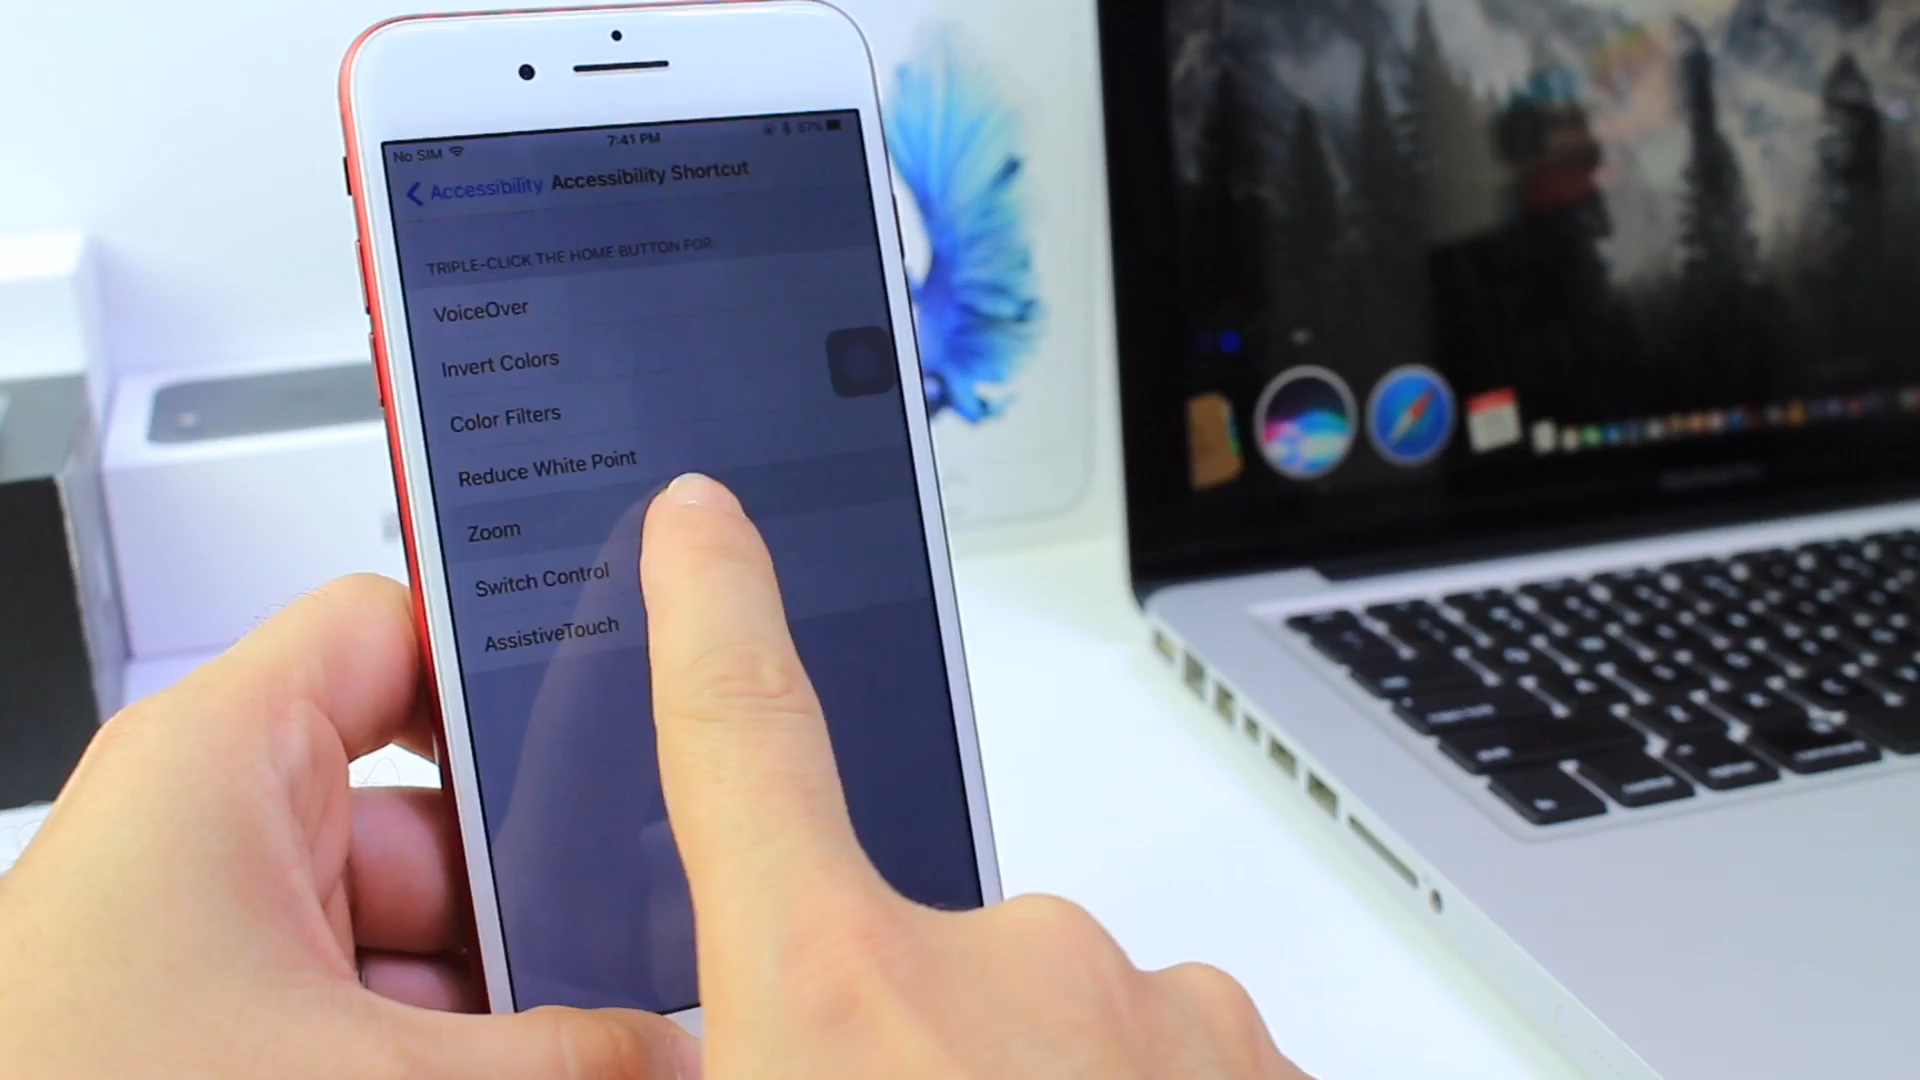 No SIM 7:41 PM 57%
Accessibility Accessibility Shortcut
TRIPLE-CLICK THE HOME BUTTON FOR:
VoiceOver
Invert Colors
Color Filters
Reduce White Point
Zoom
Switch Control
AssistiveTouch